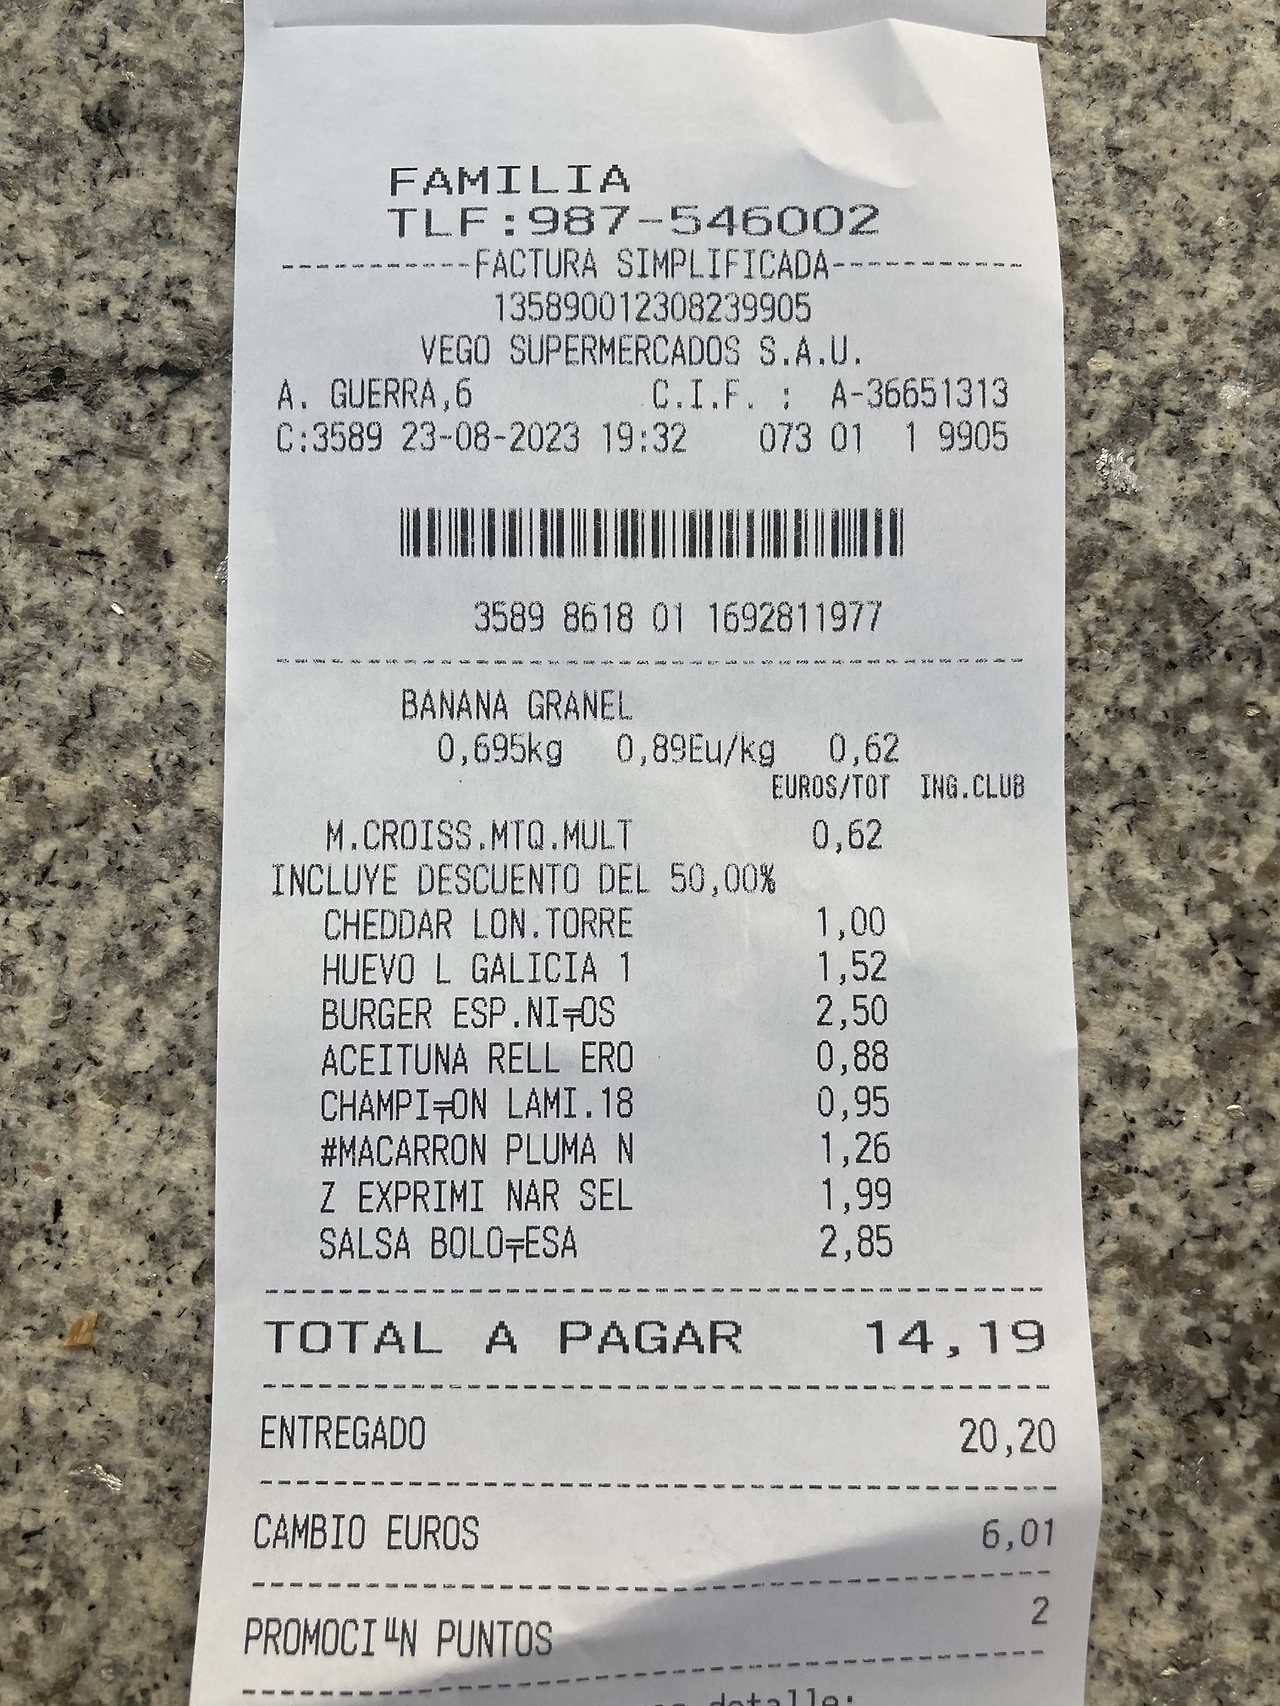 FAMILIA
TLF:987-546002
-----------FACTURA SIMPLIFICADA-----------
135890012308239905
VEGO SUPERMERCADOS S.A.U.
A. GUERRA,6 C.I.F. : A-36651313
C:3589 23-08-2023 19:32 073 01 1 9905
3589 8618 01 1692811977
BANANA GRANEL
0,695kg 0,89Eu/kg 0,62
EUROS/TOT ING.CLUB
M.CROISS.MTQ.MULT 0,62
INCLUYE DESCUENTO DEL 50,00%
CHEDDAR LON.TORRE 1,00
HUEVO L GALICIA 1 1,52
BURGER ESP.NI╤OS 2,50
ACEITUNA RELL ERO 0,88
CHAMPI╤ON LAMI.18 0,95
#MACARRON PLUMA N 1,26
Z EXPRIMI NAR SEL 1,99
SALSA BOLO╤ESA 2,85
TOTAL A PAGAR 14,19
ENTREGADO 20,20
CAMBIO EUROS 6,01
PROMOCI╙N PUNTOS 2
detalle: